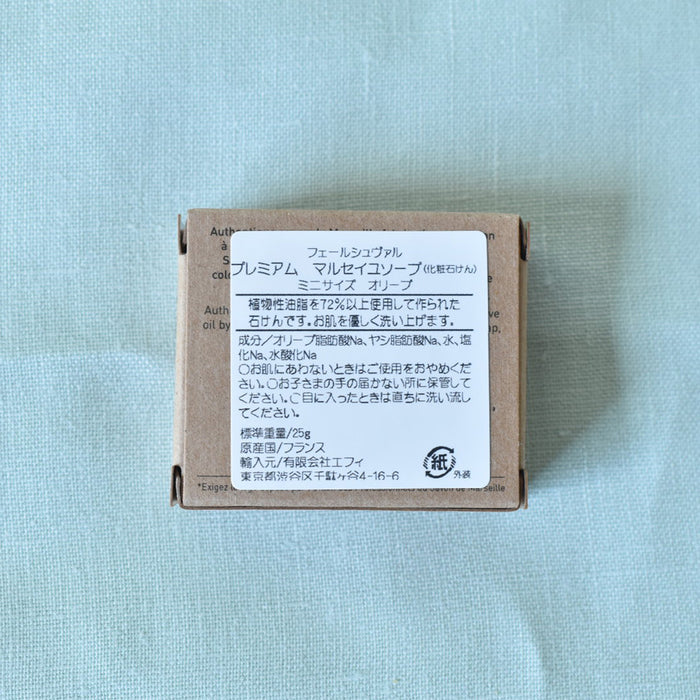 Authent
on
à
S
colo
e
Auth
oil by
フェールシュヴァル
プレミアム マルセイユソープ(化粧石けん)
ミニサイズ オリーブ
植物性油脂を72%以上使用して作られた
石けんです。お肌を優しく洗い上げます。
成分/オリーブ脂肪酸Na、ヤシ脂肪酸Na、水、塩
化Na、水酸化Na
○お肌にあわないときはご使用をおやめくだ
さい。○お子さまの手の届かない所に保管して
ください。○目に入ったときは直ちに洗い流し
てください。
標準重量/25g
原産国/フランス
輸入元/有限会社エフィ
東京都渋谷区千駄ヶ谷4-16-6
紙
外装
*Exigez
Marseille